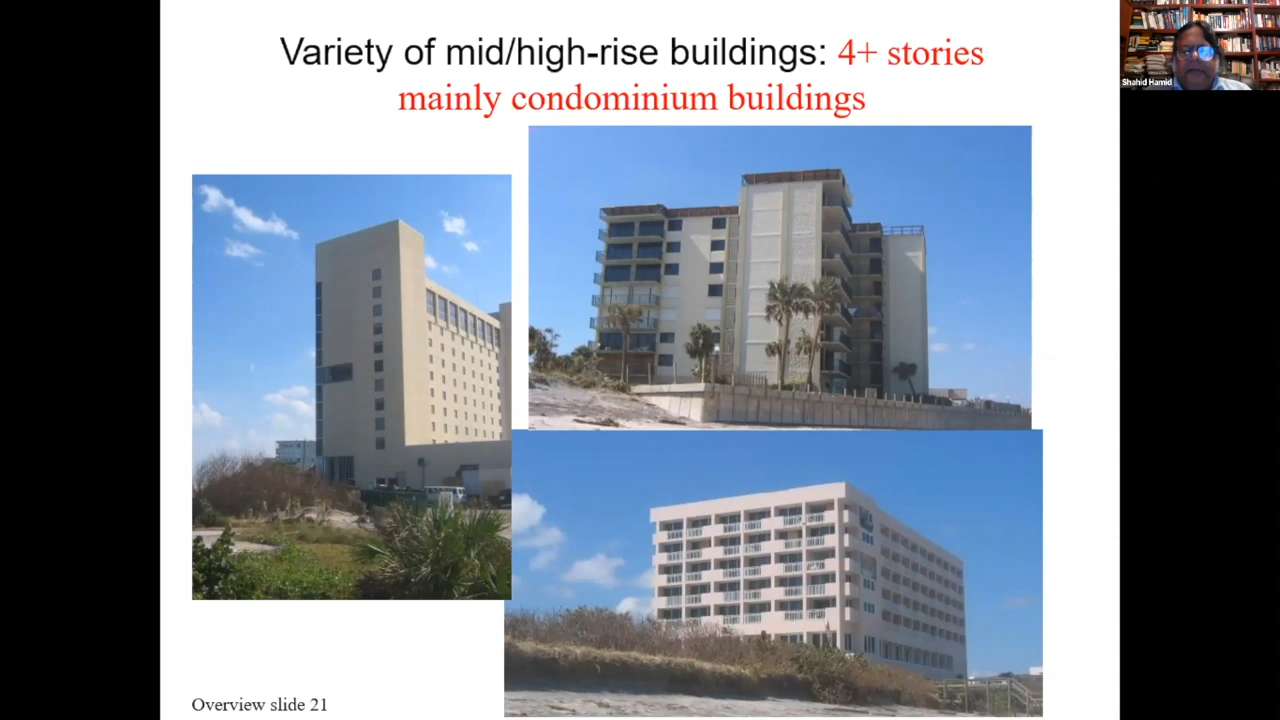 Variety of mid/high-rise buildings: 4+ stories
mainly condominium buildings
Shahid Hamid
Overview slide 21